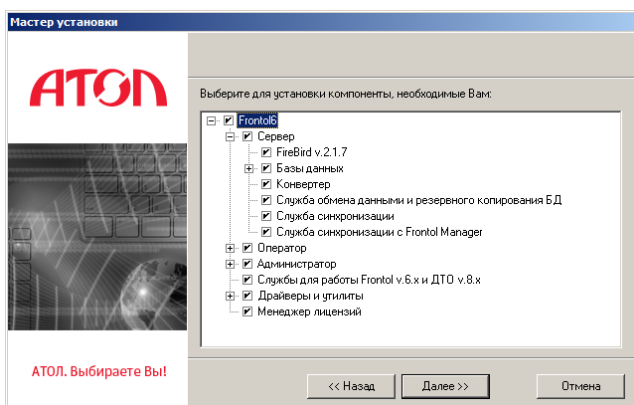 Мастер установки
АТОЛ
Выберите для установки компоненты, необходимые Вам:
Frontol6
Сервер
FireBird v.2.1.7
Базы данных
Конвертер
Служба обмена данными и резервного копирования БД
Служба синхронизации
Служба синхронизации с Frontol Manager
Оператор
Администратор
Службы для работы Frontol v.6.x и ДТО v.8.x
Драйверы и утилиты
Менеджер лицензий
АТОЛ. Выбираете Вы!
<< Назад
Далее >>
Отмена